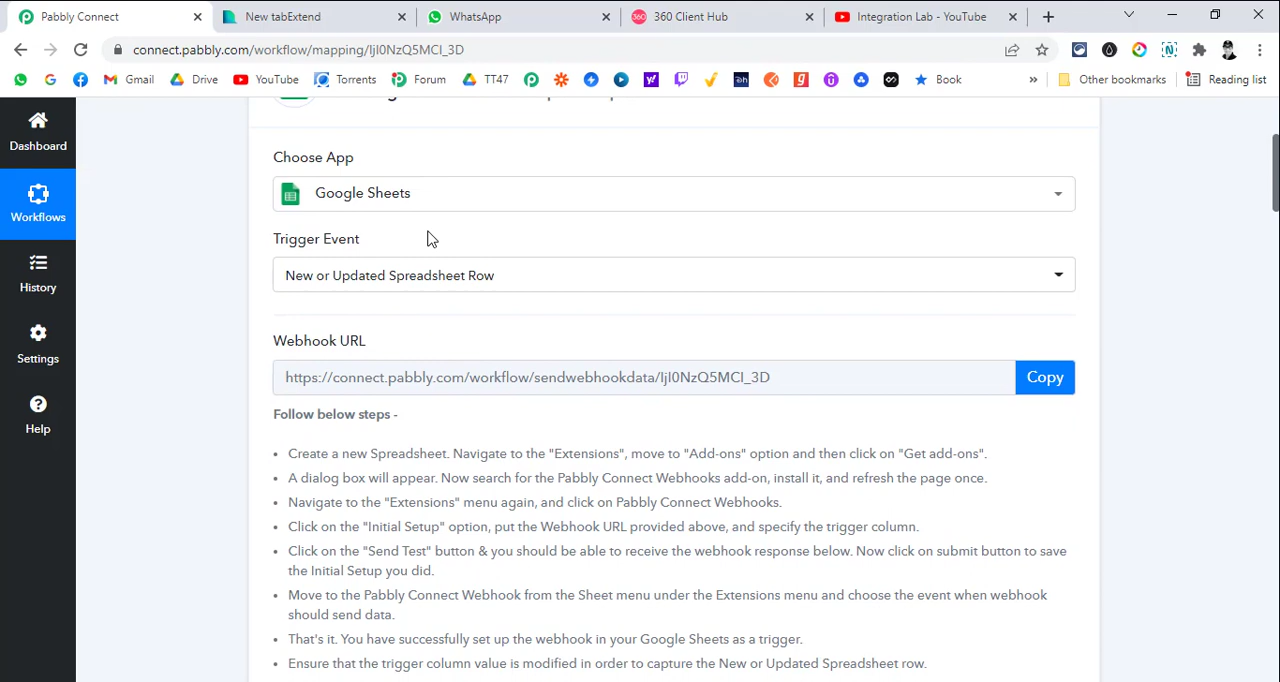 Pabbly Connect
New tabExtend
WhatsApp
360 Client Hub
Integration Lab - YouTube
connect.pabbly.com/workflow/mapping/IjI0NzQ5MCI_3D
Gmail
Drive
YouTube
Torrents
Forum
TT47
Book
Other bookmarks
Reading list
Dashboard
Workflows
History
Settings
Help
Choose App
Google Sheets
Trigger Event
New or Updated Spreadsheet Row
Webhook URL
https://connect.pabbly.com/workflow/sendwebhookdata/IjI0NzQ5MCI_3D
Copy
Follow below steps -
• Create a new Spreadsheet. Navigate to the "Extensions", move to "Add-ons" option and then click on "Get add-ons".
• A dialog box will appear. Now search for the Pabbly Connect Webhooks add-on, install it, and refresh the page once.
• Navigate to the "Extensions" menu again, and click on Pabbly Connect Webhooks.
• Click on the "Initial Setup" option, put the Webhook URL provided above, and specify the trigger column.
• Click on the "Send Test" button & you should be able to receive the webhook response below. Now click on submit button to save
the Initial Setup you did.
• Move to the Pabbly Connect Webhook from the Sheet menu under the Extensions menu and choose the event when webhook
should send data.
• That's it. You have successfully set up the webhook in your Google Sheets as a trigger.
• Ensure that the trigger column value is modified in order to capture the New or Updated Spreadsheet row.